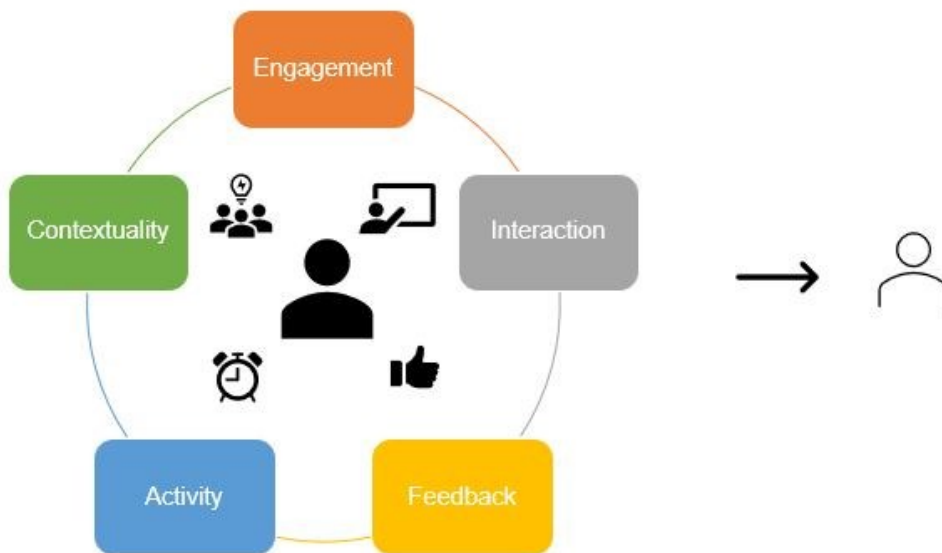 Engagement
Contextuality
Interaction
Activity
Feedback